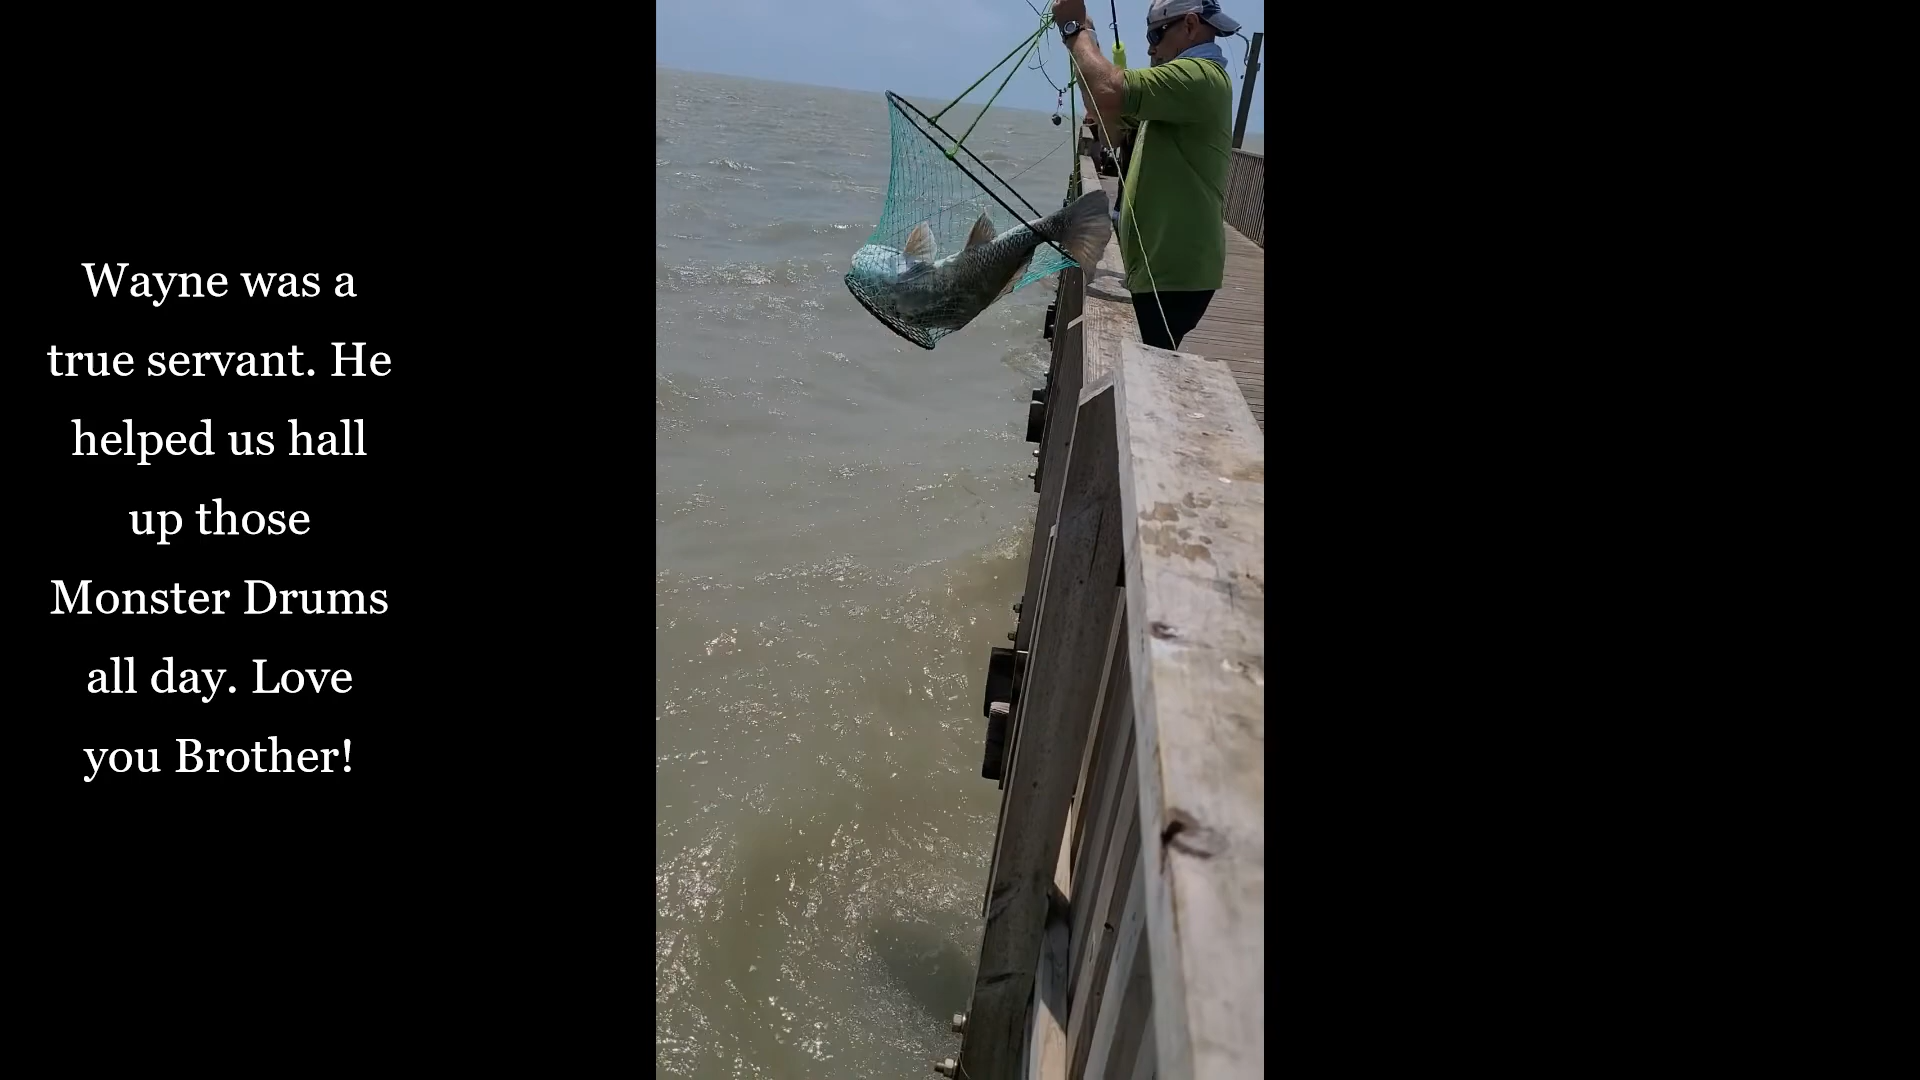 Wayne was a
true servant. He
helped us hall
up those
Monster Drums
all day. Love
you Brother!